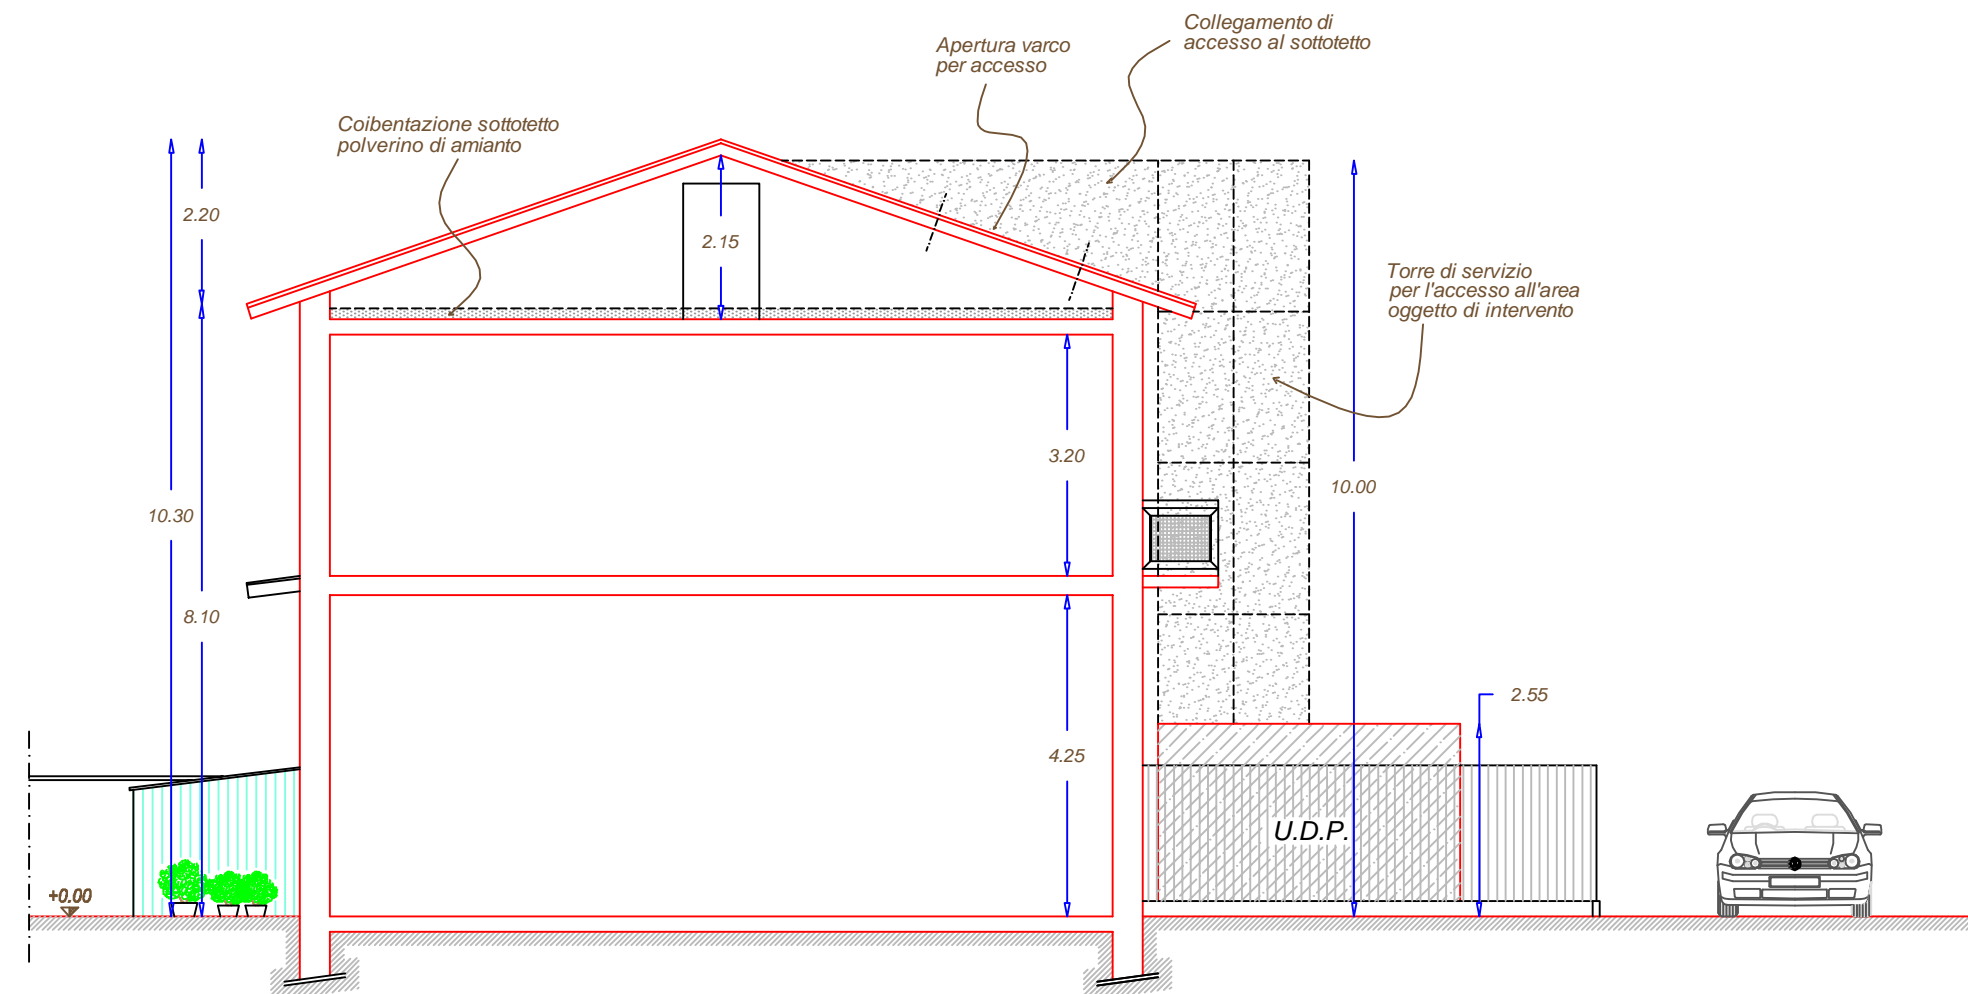 Collegamento di
accesso al sottotetto
Apertura varco
per accesso
Coibentazione sottotetto
polverino di amianto
2.20
2.15
Torre di servizio
per l'accesso all'area
oggetto di intervento
3.20
10.00
10.30
8.10
2.55
4.25
U.D.P.
+0.00